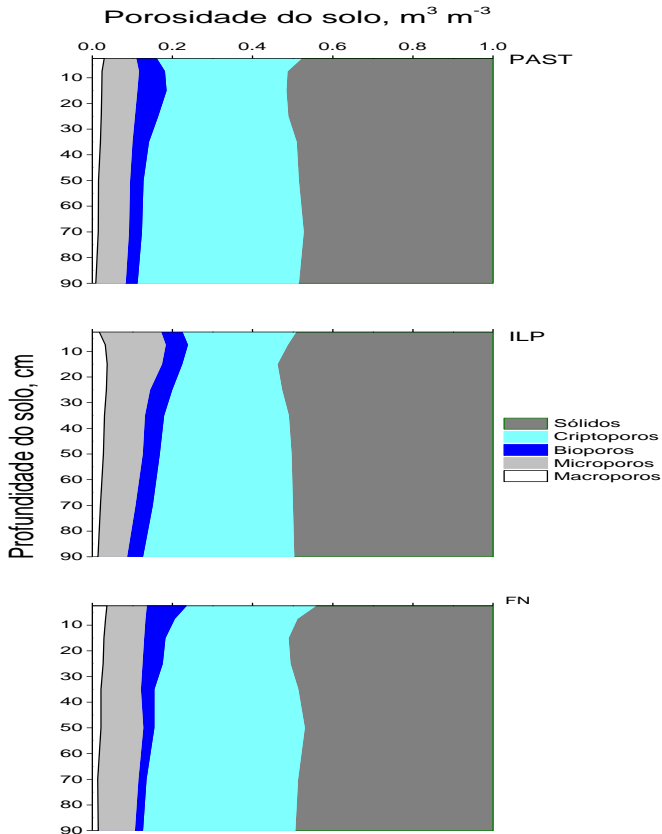 Porosidade do solo, m³ m⁻³
0.0 0.2 0.4 0.6 0.8 1.0
PAST
10
20
30
40
50
60
70
80
90
ILP
10
20
30
40
50
60
70
80
90
Profundidade do solo, cm
Sólidos
Criptoporos
Bioporos
Microporos
Macroporos
FN
10
20
30
40
50
60
70
80
90